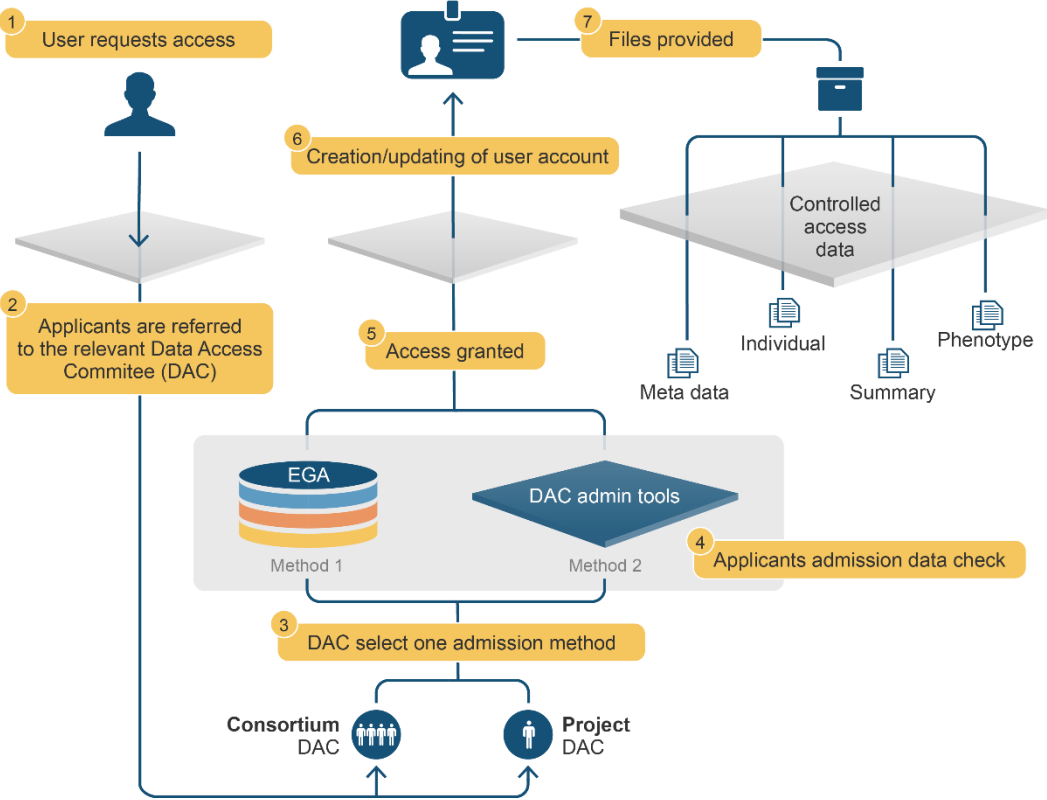 1
User requests access
2
Applicants are referred
to the relevant Data Access
Commitee (DAC)
3
DAC select one admission method
Consortium
DAC
Project
DAC
4
Applicants admission data check
EGA
Method 1
DAC admin tools
Method 2
5
Access granted
6
Creation/updating of user account
7
Files provided
Controlled
access
data
Meta data
Individual
Summary
Phenotype